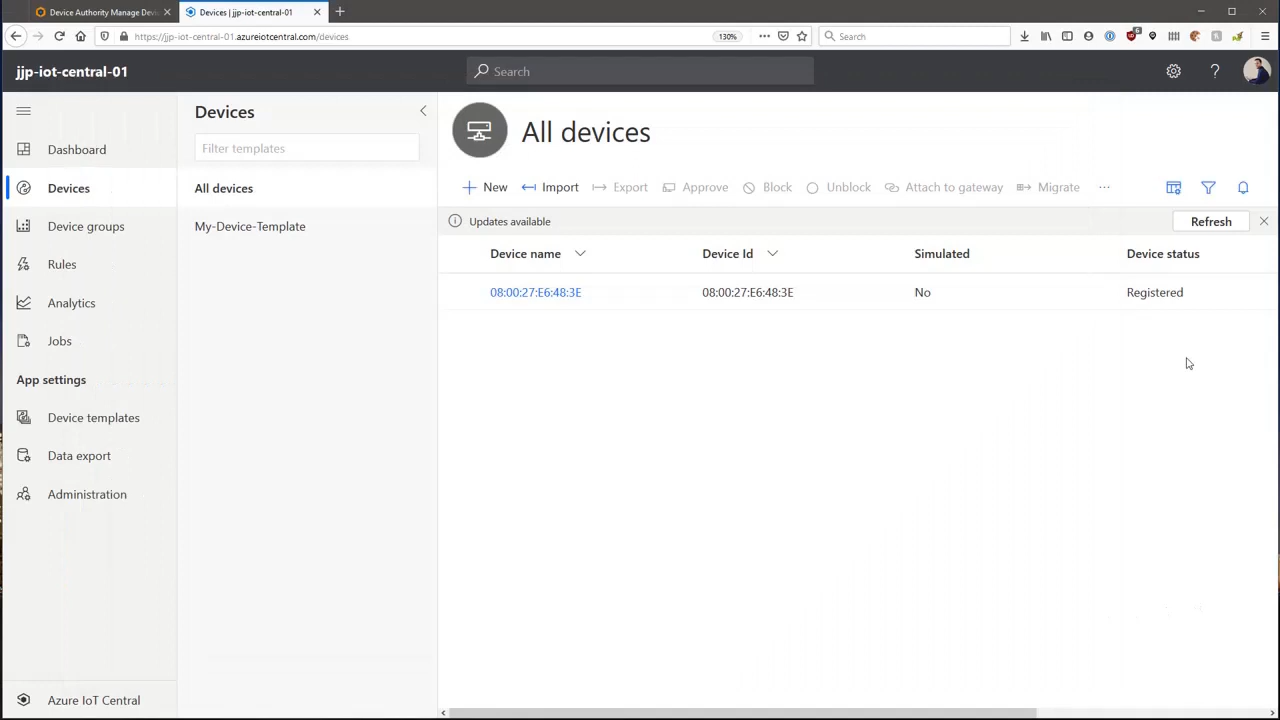 Device Authority Manage Devi
Devices | jjp-iot-central-01
https://jjp-iot-central-01.azureiotcentral.com/devices
130%
Search
6
jjp-iot-central-01
Search
?
Dashboard
Devices
Device groups
Rules
Analytics
Jobs
App settings
Device templates
Data export
Administration
Azure IoT Central
Devices
Filter templates
All devices
My-Device-Template
All devices
New Import Export Approve Block Unblock Attach to gateway Migrate ...
Updates available Refresh
Device name Device Id Simulated Device status
08:00:27:E6:48:3E 08:00:27:E6:48:3E No Registered